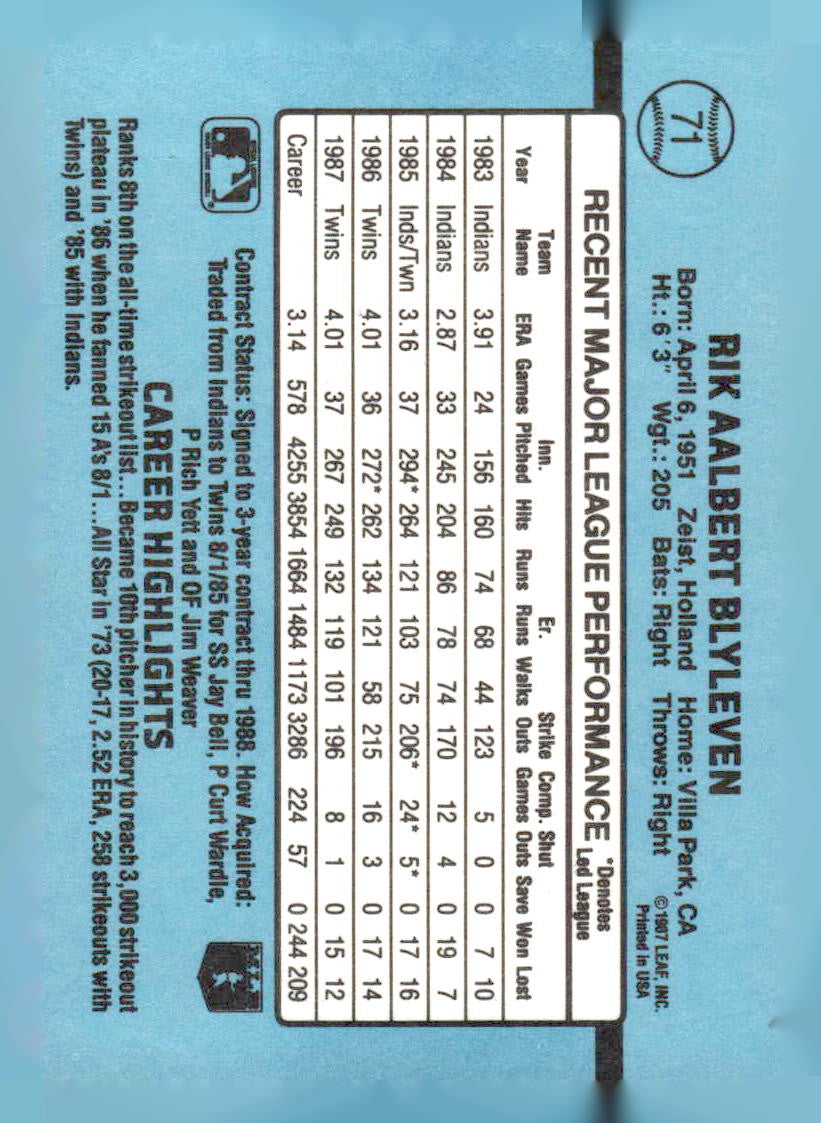 71
RIK AALBERT BLYLEVEN
Born: April 6, 1951 Zeist, Holland Home: Villa Park, CA
Ht.: 6'3" Wgt.: 205 Bats: Right Throws: Right
© 1987 LEAF, INC.
Printed in USA
RECENT MAJOR LEAGUE PERFORMANCE *Denotes Led League
Year Team Name ERA Games Inn. Pitched Hits Runs Er. Runs Walks Strike Outs Comp. Games Shut Outs Save Won Lost
1983 Indians 3.91 24 156 160 74 68 44 123 5 0 0 7 10
1984 Indians 2.87 33 245 204 86 78 74 170 12 4 0 19 7
1985 Inds/Twn 3.16 37 294* 264 121 103 75 206* 24* 5* 0 17 16
1986 Twins 4.01 36 272* 262 134 121 58 215 16 3 0 17 14
1987 Twins 4.01 37 267 249 132 119 101 196 8 1 0 15 12
Career 3.14 578 4255 3854 1664 1484 1173 3286 224 57 0 244 209
Contract Status: Signed to 3-year contract thru 1988. How Acquired:
Traded from Indians to Twins 8/1/85 for SS Jay Bell, P Curt Wardle,
P Rich Yett and OF Jim Weaver
CAREER HIGHLIGHTS
Ranks 8th on the all-time strikeout list... Became 10th pitcher in history to reach 3,000 strikeout
plateau in '86 when he fanned 15 A's 8/1...All Star in '73 (20-17, 2.52 ERA, 258 strikeouts with
Twins) and '85 with Indians.